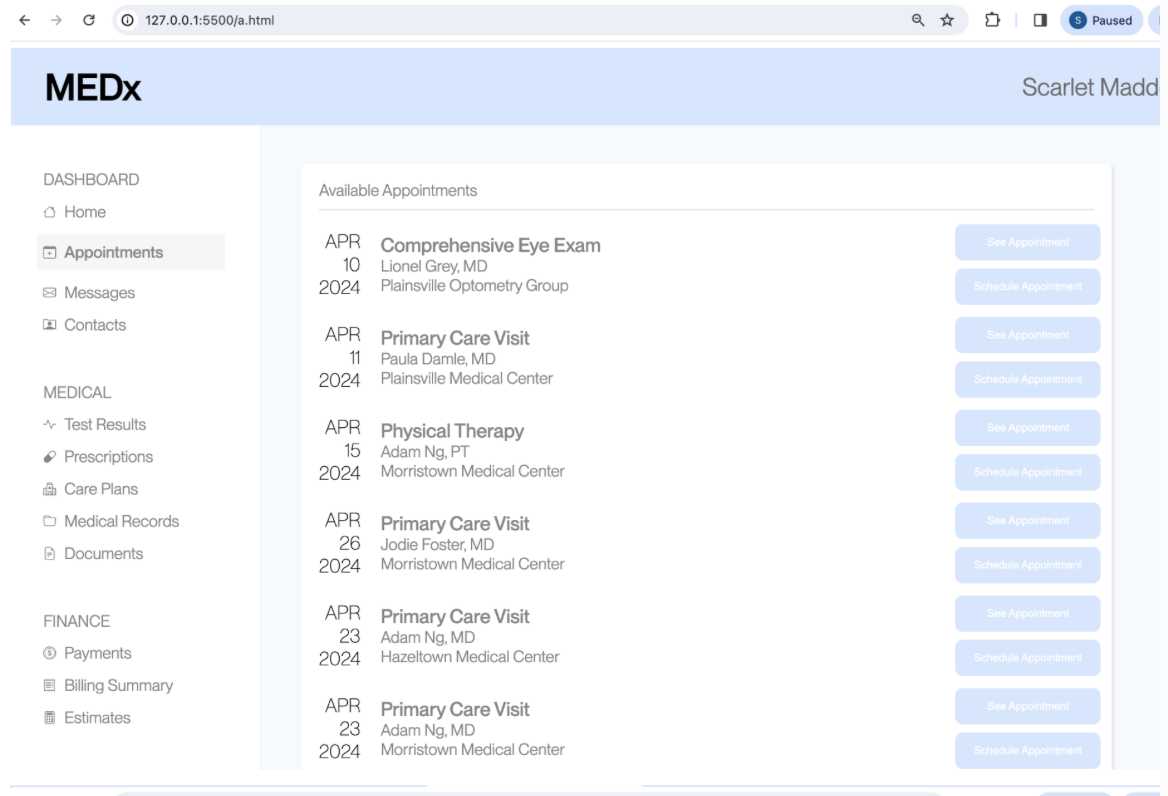 127.0.0.1:5500/a.html
S Paused
MEDx
Scarlet Madd
DASHBOARD
Home
Appointments
Messages
Contacts
MEDICAL
Test Results
Prescriptions
Care Plans
Medical Records
Documents
FINANCE
Payments
Billing Summary
Estimates
Available Appointments
APR
10
2024
Comprehensive Eye Exam
Lionel Grey, MD
Plainsville Optometry Group
See Appointment
Schedule Appointment
APR
11
2024
Primary Care Visit
Paula Damle, MD
Plainsville Medical Center
See Appointment
Schedule Appointment
APR
15
2024
Physical Therapy
Adam Ng, PT
Morristown Medical Center
See Appointment
Schedule Appointment
APR
26
2024
Primary Care Visit
Jodie Foster, MD
Morristown Medical Center
See Appointment
Schedule Appointment
APR
23
2024
Primary Care Visit
Adam Ng, MD
Hazeltown Medical Center
See Appointment
Schedule Appointment
APR
23
2024
Primary Care Visit
Adam Ng, MD
Morristown Medical Center
See Appointment
Schedule Appointment